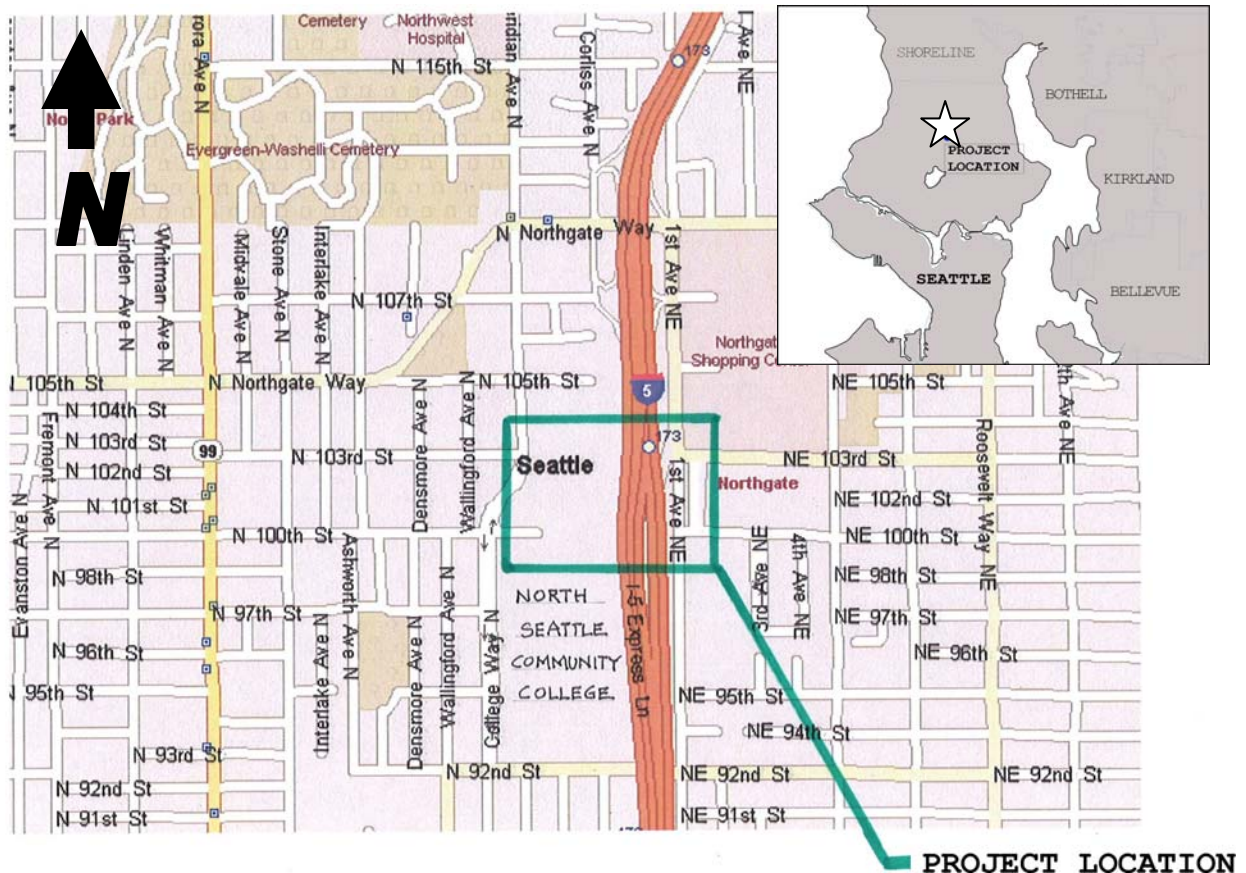 Cemetery
Northwest
Hospital
N 115th St
Aurora Ave N
Meridian Ave N
Corliss Ave N
173
Ave NE
North Park
Evergreen-Washelli Cemetery
N
N Northgate Way
1st Ave NE
Linden Ave N
Whitman Ave N
Midvale Ave N
Stone Ave N
Interlake Ave N
N 107th St
Northgate
Shopping Center
N 105th St
N Northgate Way
N 105th St
5
NE 105th St
N 104th St
N 103rd St
N 102nd St
N 101st St
Fremont Ave N
Evanston Ave N
99
N 103rd St
Densmore Ave N
Wallingford Ave N
Seattle
173
1st Ave NE
Northgate
NE 103rd St
NE 102nd St
NE 100th St
Roosevelt Way NE
N 100th St
N 98th St
Ashworth Ave N
3rd Ave NE
4th Ave NE
NE 98th St
N 97th St
NE 97th St
N 96th St
NE 96th St
N 95th St
Interlake Ave N
Densmore Ave N
Wallingford Ave N
College Way N
NORTH
SEATTLE
COMMUNITY
COLLEGE
I-5 Express Ln
NE 95th St
NE 94th St
N 93rd St
N 92nd St
NE 92nd St
NE 92nd St
N 92nd St
N 91st St
NE 91st St
PROJECT LOCATION
SHORELINE
BOTHELL
PROJECT
LOCATION
KIRKLAND
SEATTLE
BELLEVUE